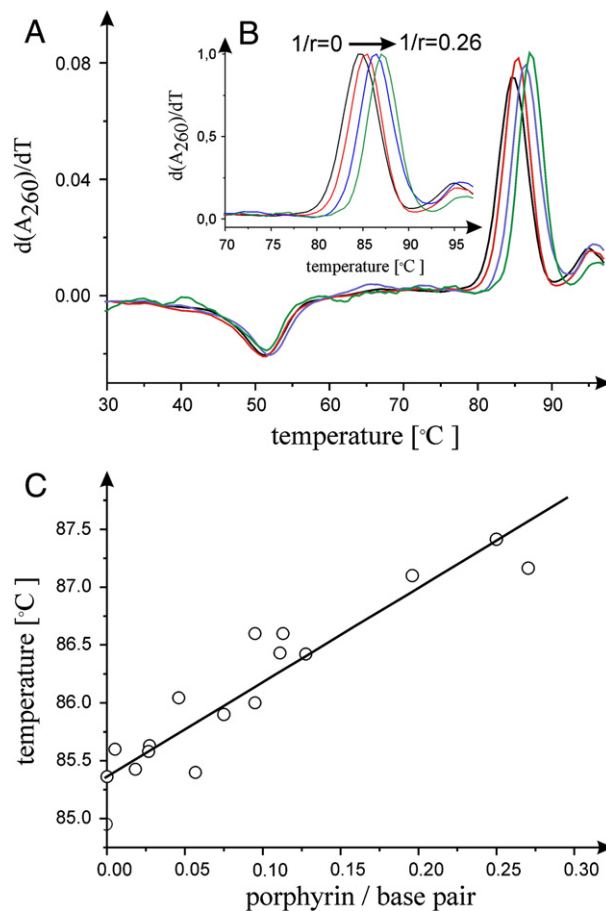 A
B
1/r=0 1/r=0.26
d(A260)/dT
0.08
0.04
0.00
1,0
0,5
0,0
d(A260)/dT
70 75 80 85 90 95
temperature [°C]
30 40 50 60 70 80 90
temperature [°C ]
C
temperature [°C]
87.5
87.0
86.5
86.0
85.5
85.0
0.00 0.05 0.10 0.15 0.20 0.25 0.30
porphyrin / base pair